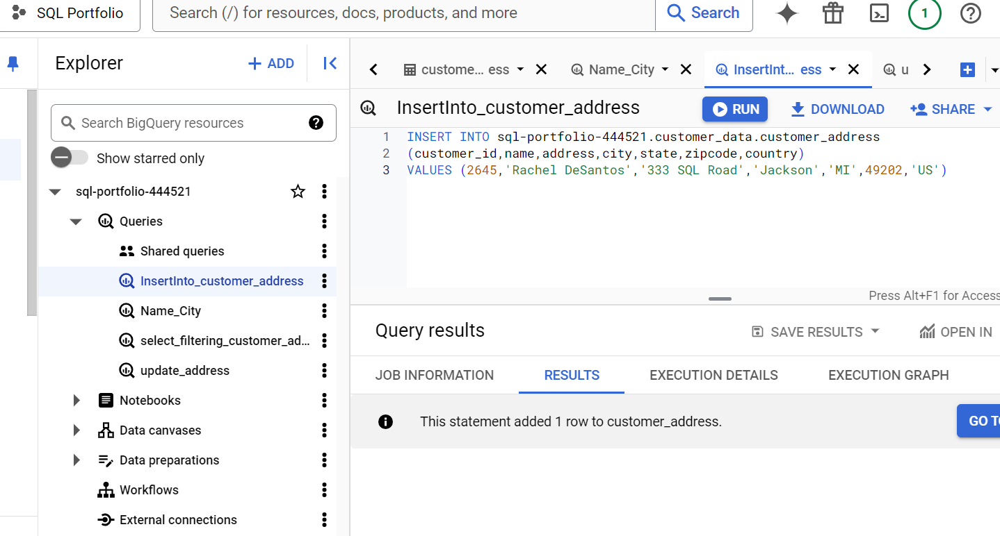 SQL Portfolio
Search (/) for resources, docs, products, and more
Search
1
Explorer
+ ADD
Search BigQuery resources
Show starred only
sql-portfolio-444521
Queries
Shared queries
InsertInto_customer_address
Name_City
select_filtering_customer_ad...
update_address
Notebooks
Data canvases
Data preparations
Workflows
External connections
custome... ess
Name_City
InsertInt... ess
u
InsertInto_customer_address
RUN
DOWNLOAD
SHARE
1 INSERT INTO sql-portfolio-444521.customer_data.customer_address
2 (customer_id,name,address,city,state,zipcode,country)
3 VALUES (2645,'Rachel DeSantos','333 SQL Road','Jackson','MI',49202,'US')
Press Alt+F1 for Access
Query results
SAVE RESULTS
OPEN IN
JOB INFORMATION
RESULTS
EXECUTION DETAILS
EXECUTION GRAPH
This statement added 1 row to customer_address.
GO TO